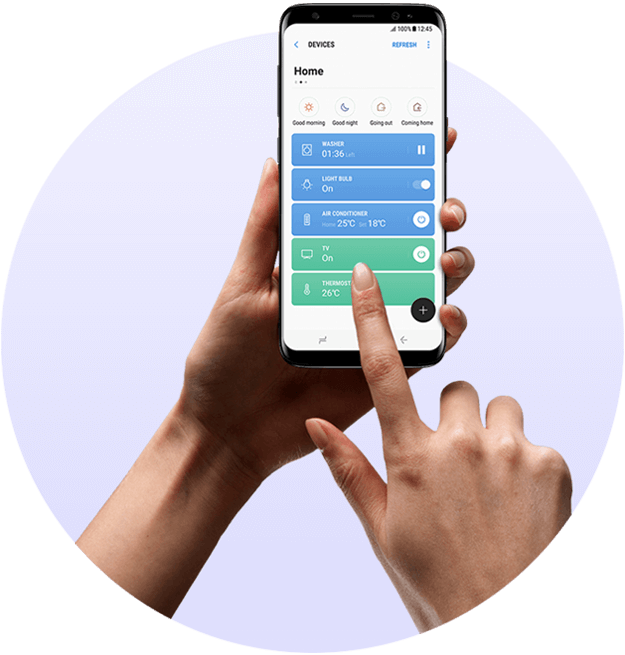 100% 12:45
DEVICES REFRESH
Home
Good morning Good night Going out Coming home
WASHER
01:36 Left
LIGHT BULB
On
AIR CONDITIONER
Home 25℃ Set 18℃
TV
On
THERMOST
26℃